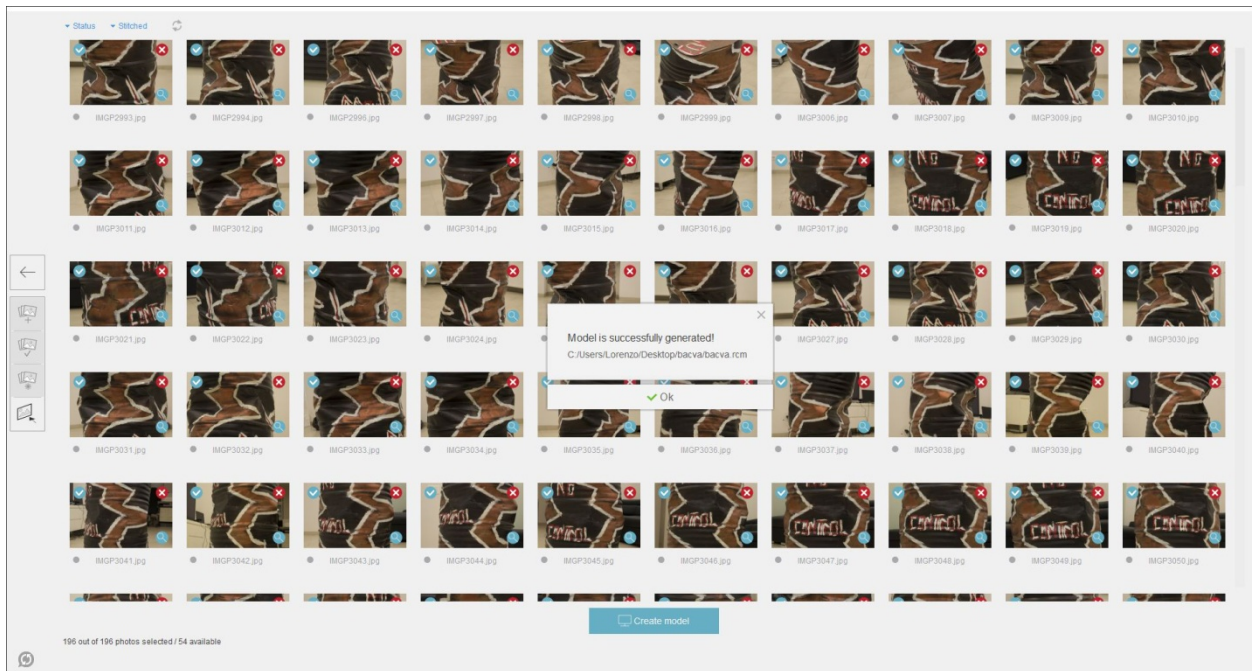 Status Stitched
IMGP2993.jpg IMGP2994.jpg IMGP2996.jpg IMGP2997.jpg IMGP2998.jpg IMGP2999.jpg IMGP3006.jpg IMGP3007.jpg IMGP3009.jpg IMGP3010.jpg
IMGP3011.jpg IMGP3012.jpg IMGP3013.jpg IMGP3014.jpg IMGP3015.jpg IMGP3016.jpg IMGP3017.jpg IMGP3018.jpg IMGP3019.jpg IMGP3020.jpg
IMGP3021.jpg IMGP3022.jpg IMGP3023.jpg IMGP3024.jpg IMGP3027.jpg IMGP3028.jpg IMGP3029.jpg IMGP3030.jpg
Model is successfully generated!
C:/Users/Lorenzo/Desktop/bacva/bacva.rcm
Ok
IMGP3031.jpg IMGP3032.jpg IMGP3033.jpg IMGP3034.jpg IMGP3035.jpg IMGP3036.jpg IMGP3037.jpg IMGP3038.jpg IMGP3039.jpg IMGP3040.jpg
CONTROL CONTROL CONTROL CONTROL
IMGP3041.jpg IMGP3042.jpg IMGP3043.jpg IMGP3044.jpg IMGP3045.jpg IMGP3046.jpg IMGP3047.jpg IMGP3048.jpg IMGP3049.jpg IMGP3050.jpg
Create model
196 out of 196 photos selected / 54 available